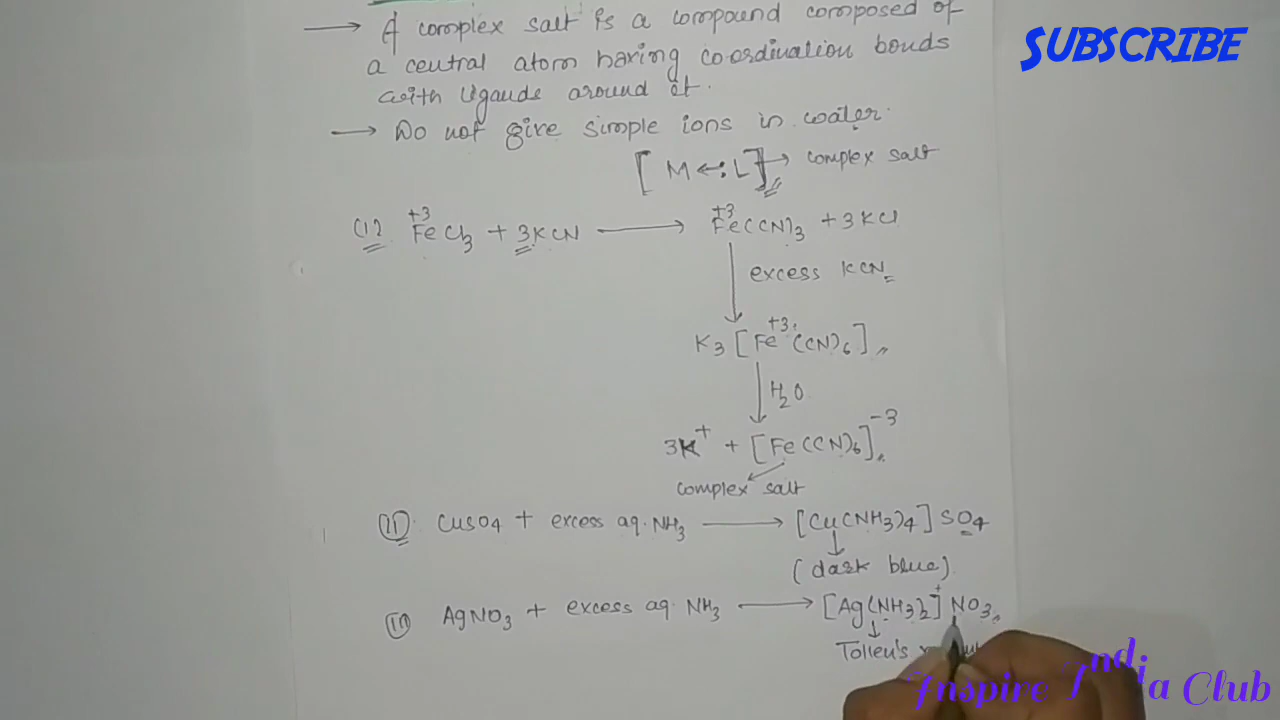 → A complex salt is a compound composed of
a central atom having coordination bonds
with ligands around it.
→ Do not give simple ions in water.
[M←:L] → complex salt
(i) +3
FeCl3 + 3KCN → +3
Fe(CN)3 + 3KCl
excess KCN
K3[Fe+3(CN)6]
H2O
3K+ + [Fe(CN)6]-3
complex salt
(ii) CuSO4 + excess aq. NH3 → [Cu(NH3)4]SO4
(dark blue)
AgNO3 + excess aq. NH3 → [Ag(NH3)2]+NO3
Tollen's
SUBSCRIBE
Inspire India Club